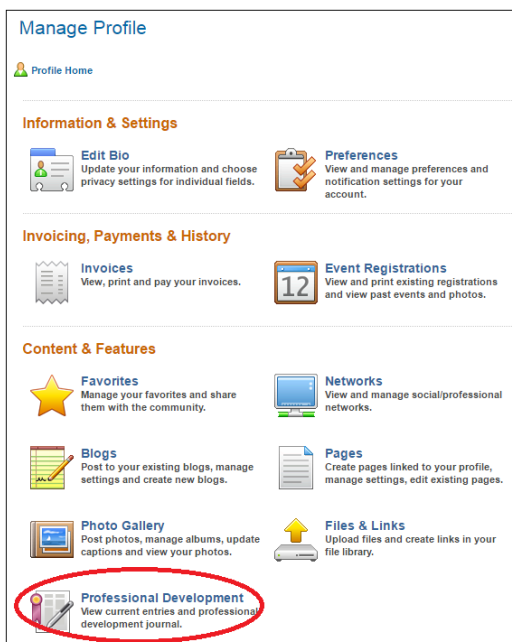 Manage Profile
Profile Home
Information & Settings
Edit Bio
Update your information and choose
privacy settings for individual fields.
Preferences
View and manage preferences and
notification settings for your
account.
Invoicing, Payments & History
Invoices
View, print and pay your invoices.
Event Registrations
View and print existing registrations
and view past events and photos.
12
Content & Features
Favorites
Manage your favorites and share
them with the community.
Networks
View and manage social/professional
networks.
Blogs
Post to your existing blogs, manage
settings and create new blogs.
Pages
Create pages linked to your profile,
manage settings, edit existing pages.
Photo Gallery
Post photos, manage albums, update
captions and view your photos.
Files & Links
Upload files and create links in your
file library.
Professional Development
View current entries and professional
development journal.